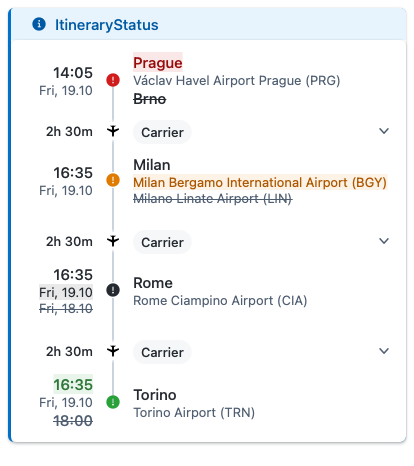 ItineraryStatus
14:05 Prague
Fri, 19.10 Václav Havel Airport Prague (PRG)
Brno
2h 30m Carrier
16:35 Milan
Fri, 19.10 Milan Bergamo International Airport (BGY)
Milano Linate Airport (LIN)
2h 30m Carrier
16:35 Rome
Fri, 19.10 Rome Ciampino Airport (CIA)
Fri, 18.10
2h 30m Carrier
16:35 Torino
Fri, 19.10 Torino Airport (TRN)
18:00